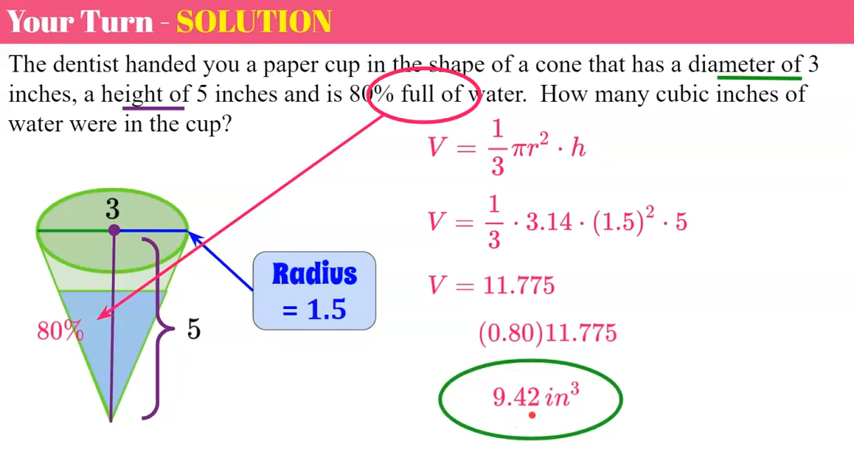 Your Turn - SOLUTION
The dentist handed you a paper cup in the shape of a cone that has a diameter of 3
inches, a height of 5 inches and is 80% full of water. How many cubic inches of
water were in the cup?
V = 1/3 πr² · h
3
V = 1/3 · 3.14 · (1.5)² · 5
Radius
= 1.5
V = 11.775
80%
5
(0.80)11.775
9.42 in³